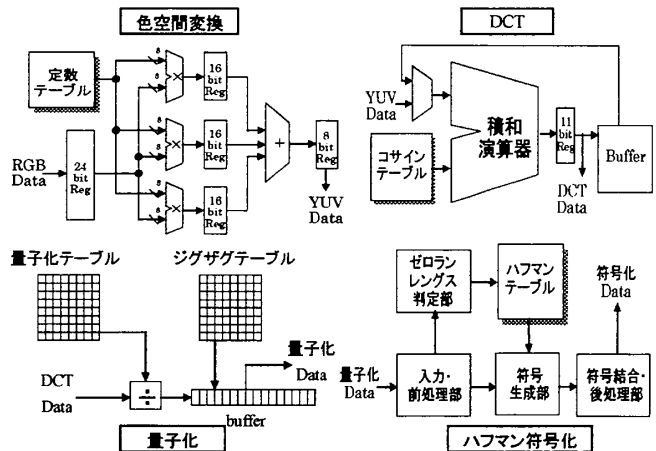 色空間変換
定数
テーブル
8
8
×
16
bit
Reg
8
8
×
16
bit
Reg
8
8
×
16
bit
Reg
+
8
bit
Reg
RGB
Data
24
bit
Reg
YUV
Data
DCT
YUV
Data
コサイン
テーブル
積和
演算器
11
bit
Reg
Buffer
DCT
Data
量子化テーブル
ジグザグテーブル
DCT
Data
÷
buffer
量子化
Data
量子化
ゼロラン
レングス
判定部
ハフマン
テーブル
符号化
Data
量子化
Data
入力・
前処理部
符号
生成部
符号結合・
後処理部
ハフマン符号化